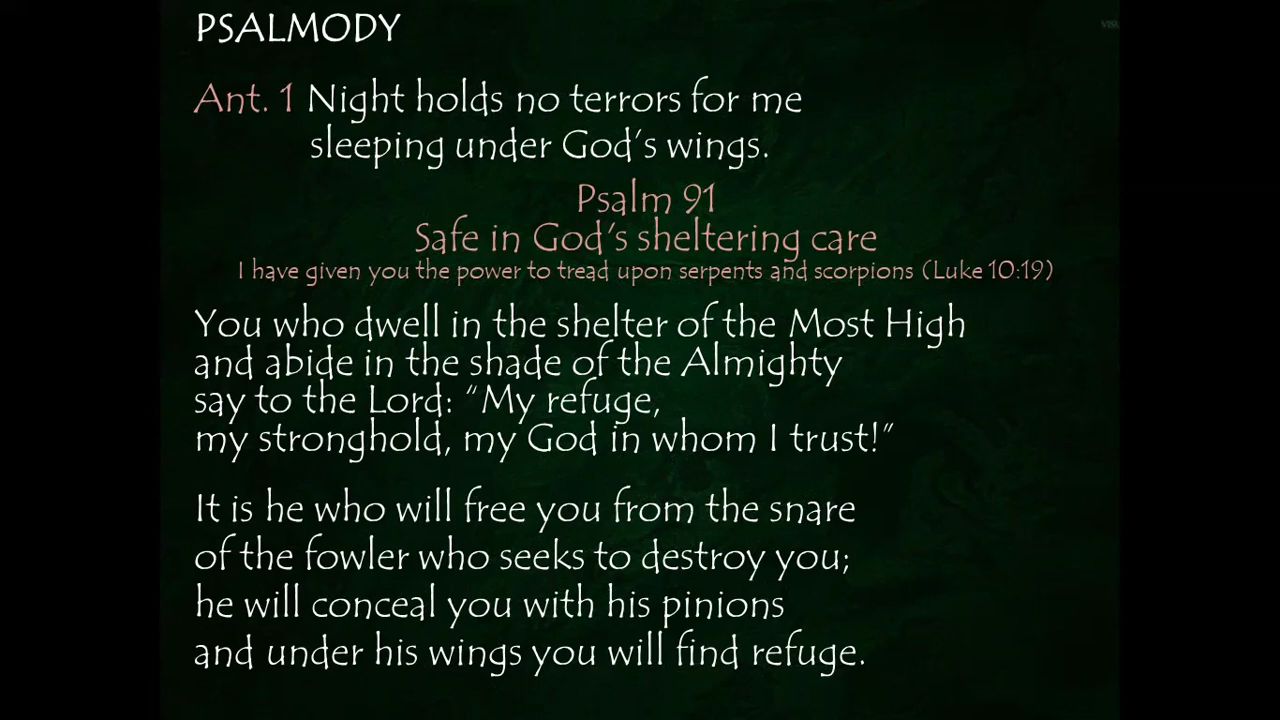 PSALMODY
Ant. 1 Night holds no terrors for me
sleeping under God's wings.
Psalm 91
Safe in God's sheltering care
I have given you the power to tread upon serpents and scorpions (Luke 10:19)
You who dwell in the shelter of the Most High
and abide in the shade of the Almighty
say to the Lord: “My refuge,
my stronghold, my God in whom I trust!”
It is he who will free you from the snare
of the fowler who seeks to destroy you;
he will conceal you with his pinions
and under his wings you will find refuge.